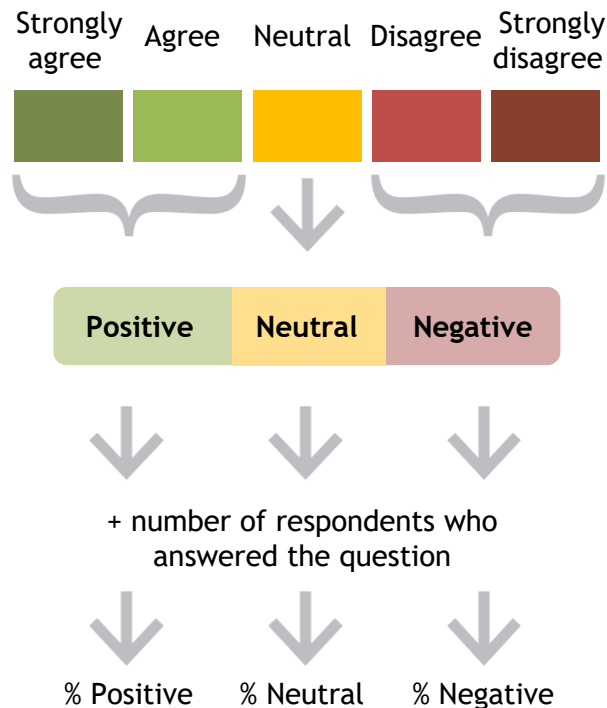 Strongly agree
Agree
Neutral
Disagree
Strongly disagree
Positive
Neutral
Negative
+ number of respondents who
answered the question
% Positive
% Neutral
% Negative